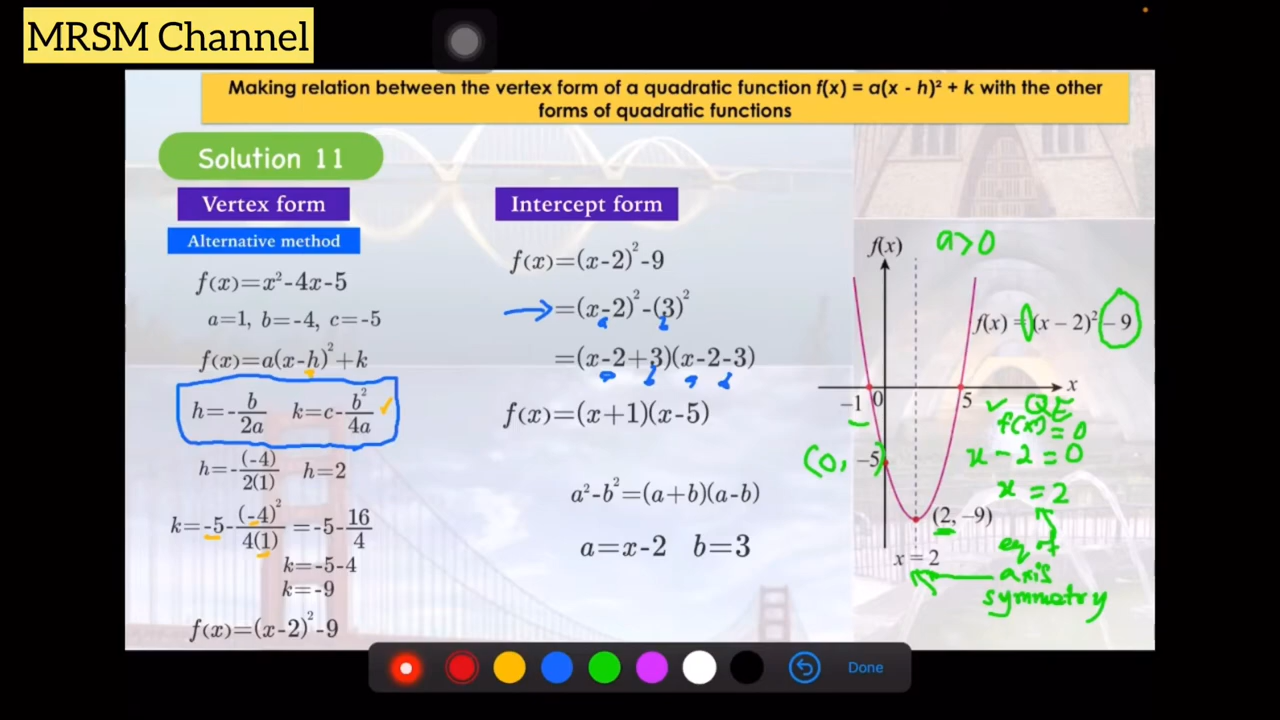 MRSM Channel
Making relation between the vertex form of a quadratic function f(x) = a(x - h)² + k with the other
forms of quadratic functions
Solution 11
Vertex form
Alternative method
f(x)=x²-4x-5
a=1, b=-4, c=-5
f(x)=a(x-h)²+k
h=-b/2a k=c-b²/4a
h=-(-4)/2(1) h=2
k=-5-(-4)²/4(1) =-5-16/4
k=-5-4
k=-9
f(x)=(x-2)²-9
Intercept form
f(x)=(x-2)²-9
=(x-2)²-(3)²
a b
=(x-2+3)(x-2-3)
a b a b
f(x)=(x+1)(x-5)
a²-b²=(a+b)(a-b)
a=x-2 b=3
f(x)
a>0
f(x) = (x – 2)² – 9
x
–1 0 5
QE
f(x) = 0
(0, –5)
x - 2 = 0
x = 2
(2, –9)
eq of
x = 2
axis
symmetry
Done